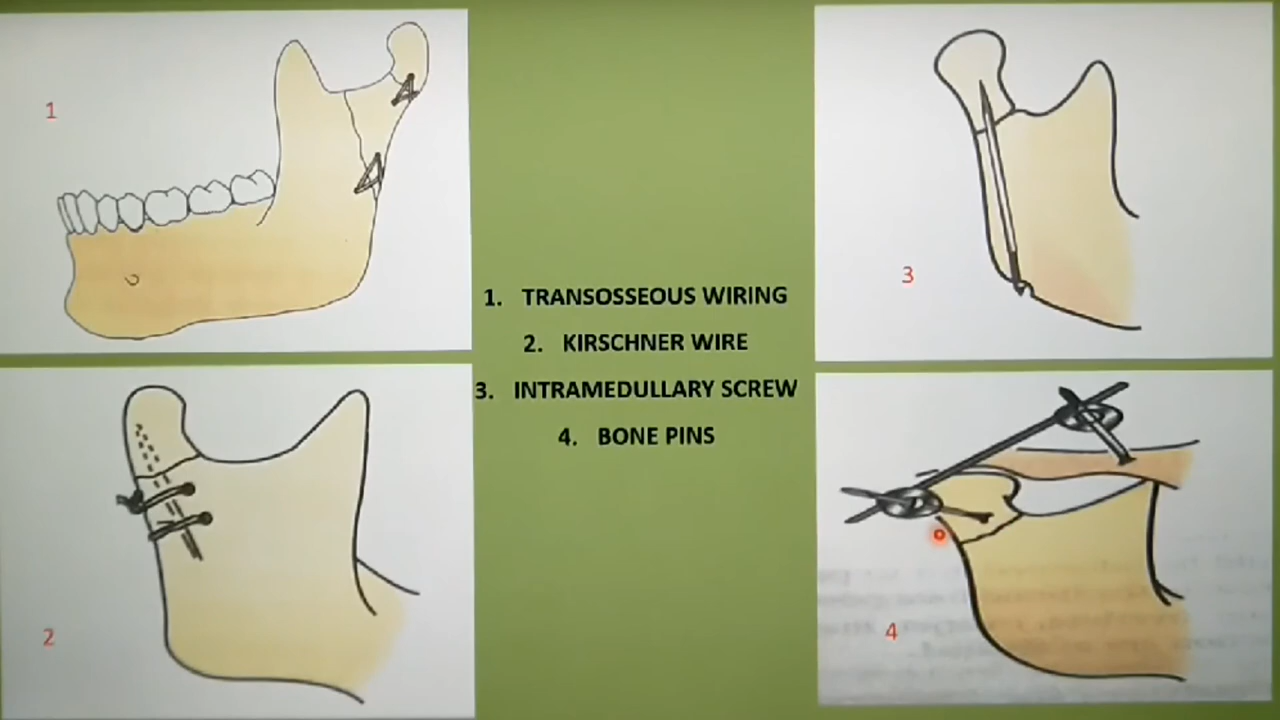 1
3
1. TRANSOSSEOUS WIRING
2. KIRSCHNER WIRE
3. INTRAMEDULLARY SCREW
4. BONE PINS
2
4